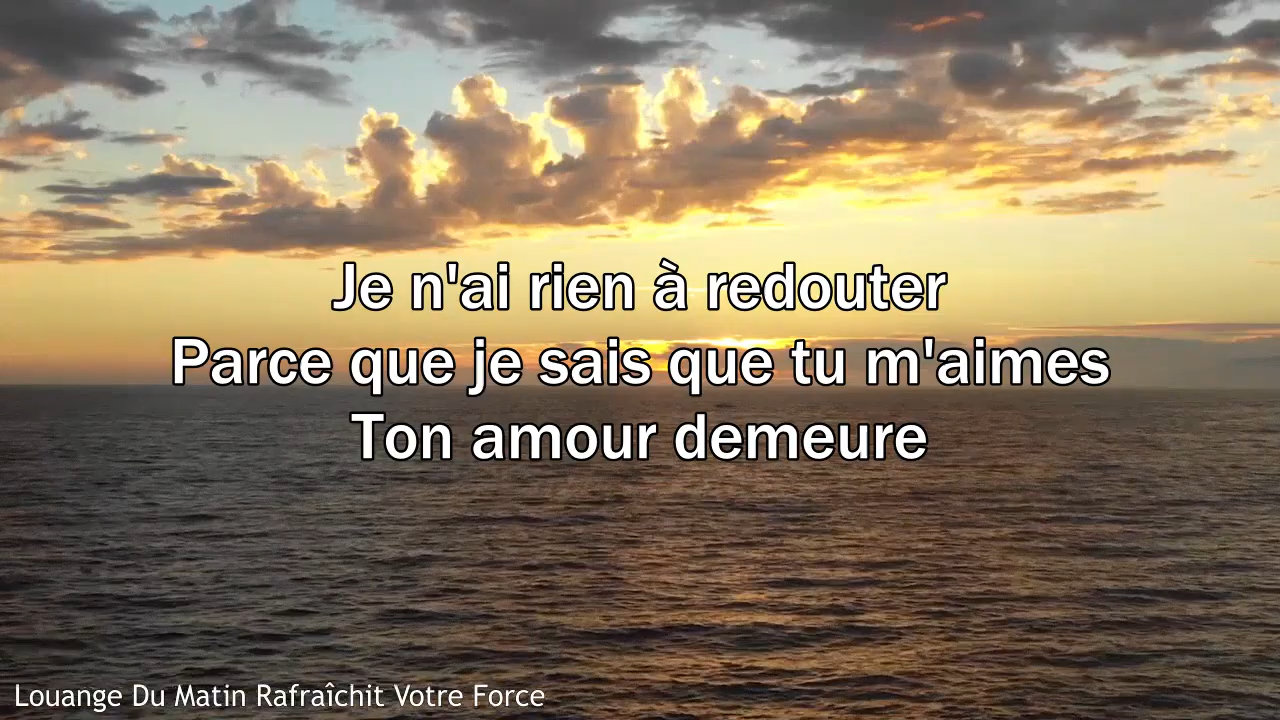 Je n'ai rien à redouter
Parce que je sais que tu m'aimes
Ton amour demeure
Louange Du Matin Rafraîchit Votre Force